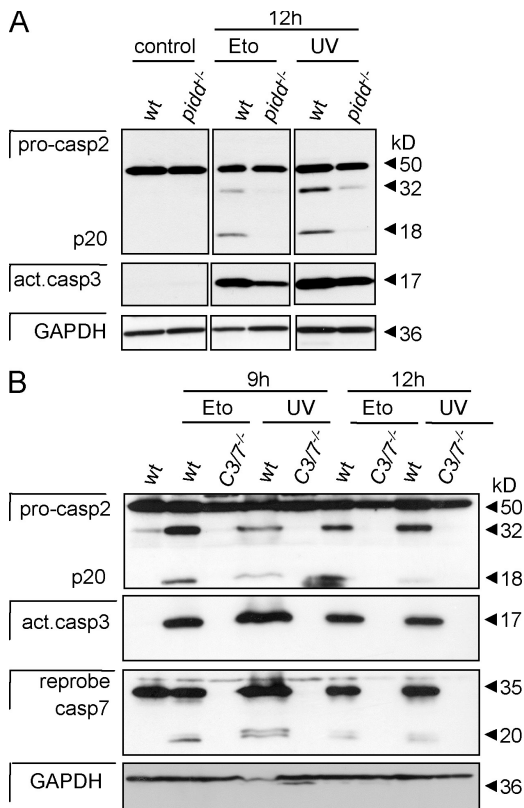 A
12h
control Eto UV
wt pidd-/- wt pidd-/- wt pidd-/-
kD
pro-casp2
50
32
p20
18
act.casp3
17
GAPDH
36
B
9h 12h
Eto UV Eto UV
wt wt C3/7-/- wt C3/7-/- wt C3/7-/- wt C3/7-/-
kD
pro-casp2
50
32
p20
18
act.casp3
17
reprobe
casp7
35
20
GAPDH
36